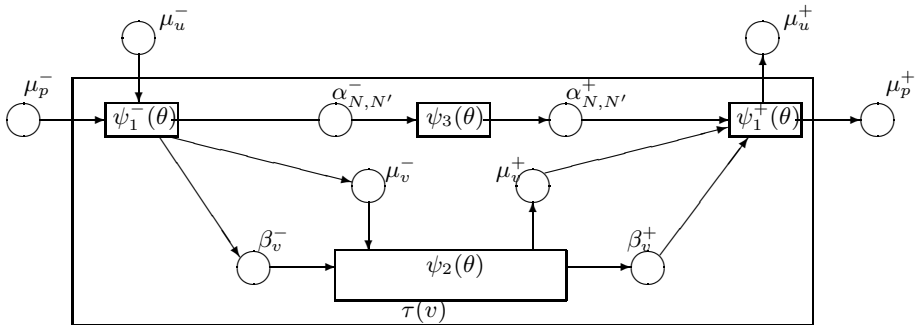 μ_u^- μ_u^+
μ_p^- α_{N,N'}^- α_{N,N'}^+ μ_p^+
ψ_1^-(θ) ψ_3(θ) ψ_1^+(θ)
μ_v^- μ_v^+
β_v^- ψ_2(θ) β_v^+
τ(v)